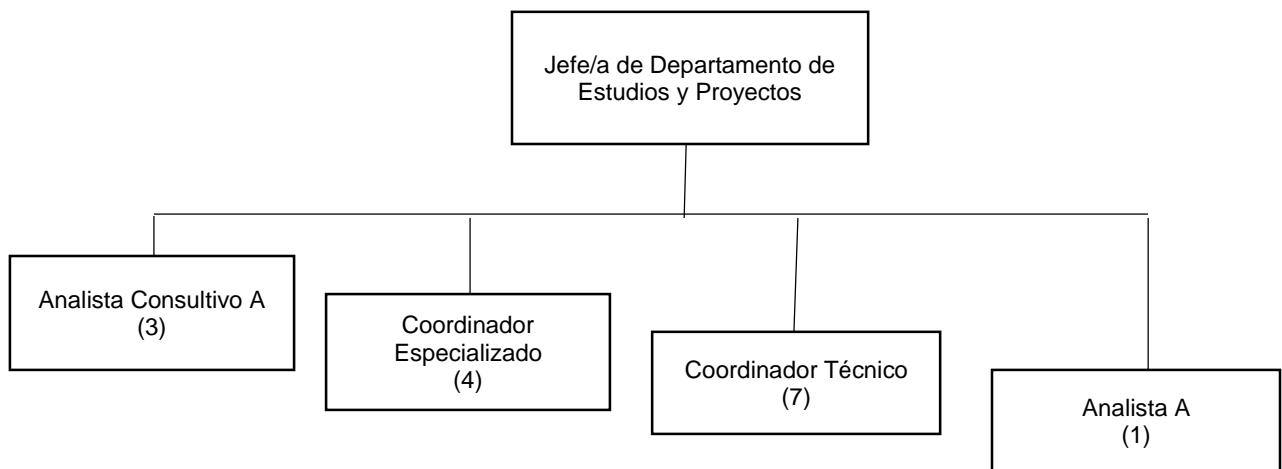 Jefe/a de Departamento de
Estudios y Proyectos
Analista Consultivo A
(3)
Coordinador
Especializado
(4)
Coordinador Técnico
(7)
Analista A
(1)